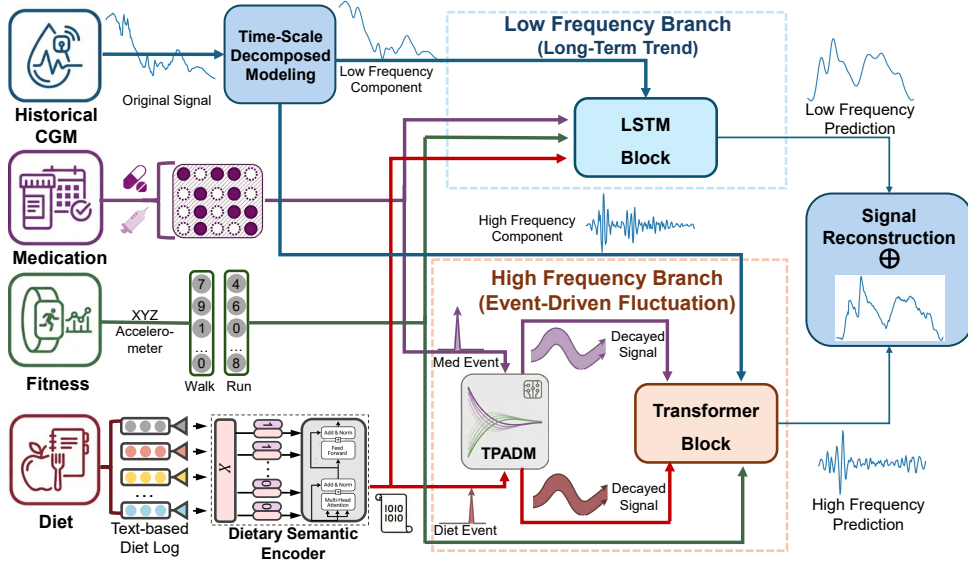 Historical
CGM
Original Signal
Time-Scale
Decomposed
Modeling
Low Frequency
Component
Low Frequency Branch
(Long-Term Trend)
LSTM
Block
Low Frequency
Prediction
Medication
High Frequency
Component
Signal
Reconstruction
Fitness
XYZ
Accelero-
meter
7
9
1
...
0
Walk
4
6
0
...
8
Run
High Frequency Branch
(Event-Driven Fluctuation)
Med Event
Decayed
Signal
TPADM
Transformer
Block
Decayed
Signal
Diet Event
High Frequency
Prediction
Diet
...
Text-based
Diet Log
X
1
1
0
0
Add & Norm
Feed
Forward
Add & Norm
Multi-Head
Attention
Dietary Semantic
Encoder
1010
1010